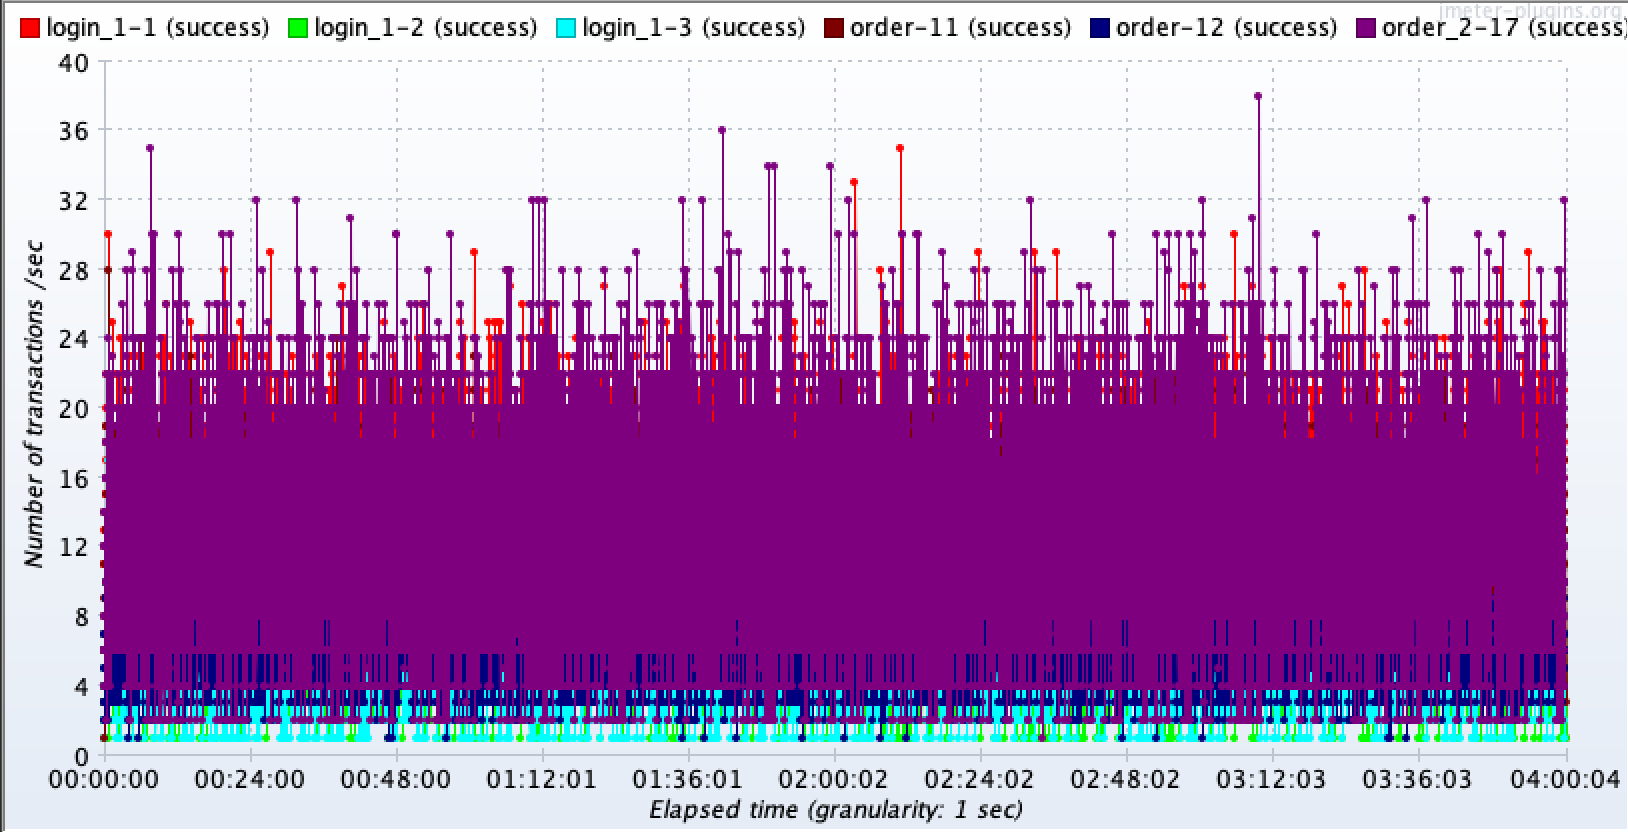 jmeter-plugins.org
login_1-1 (success) login_1-2 (success) login_1-3 (success) order-11 (success) order-12 (success) order_2-17 (success)
40
36
32
28
24
20
16
12
8
4
0
Number of transactions /sec
00:00:00 00:24:00 00:48:00 01:12:01 01:36:01 02:00:02 02:24:02 02:48:02 03:12:03 03:36:03 04:00:04
Elapsed time (granularity: 1 sec)